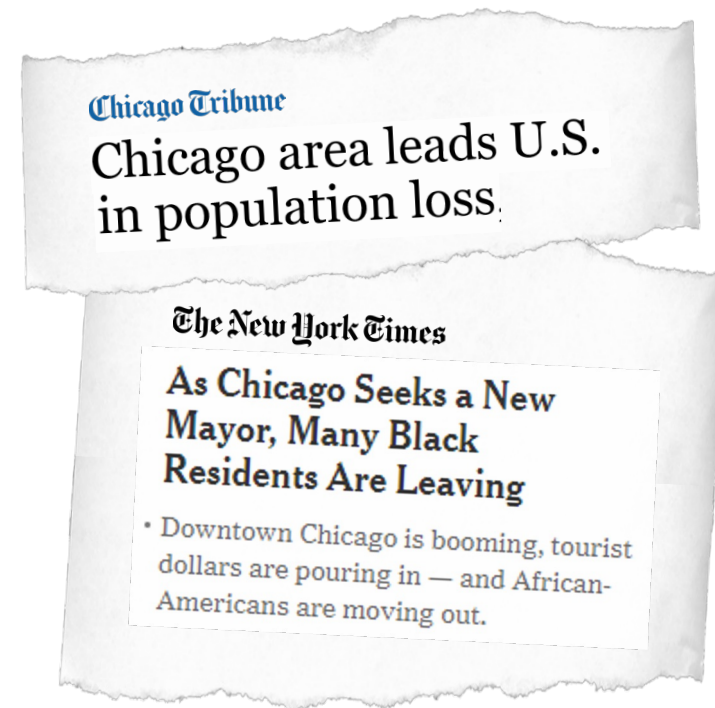 Chicago Tribune
Chicago area leads U.S.
in population loss.
The New York Times
As Chicago Seeks a New
Mayor, Many Black
Residents Are Leaving
• Downtown Chicago is booming, tourist
dollars are pouring in — and African-
Americans are moving out.